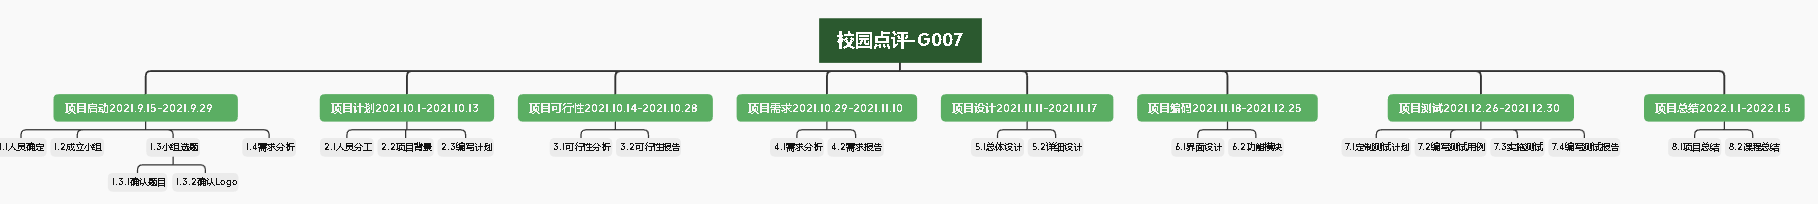 校园点评-G007
项目启动2021.9.15-2021.9.29
项目计划2021.10.1-2021.10.13
项目可行性2021.10.14-2021.10.28
项目需求2021.10.29-2021.11.10
项目设计2021.11.11-2021.11.17
项目编码2021.11.18-2021.12.25
项目测试2021.12.26-2021.12.30
项目总结2022.1.1-2022.1.5
1.1人员确定
1.2成立小组
1.3小组选题
1.4需求分析
2.1人员分工
2.2项目背景
2.3编写计划
3.1可行性分析
3.2可行性报告
4.1需求分析
4.2需求报告
5.1总体设计
5.2详细设计
6.1界面设计
6.2功能模块
7.1定制测试计划
7.2编写测试用例
7.3实施测试
7.4编写测试报告
8.1项目总结
8.2课程总结
1.3.1确认题目
1.3.2确认Logo